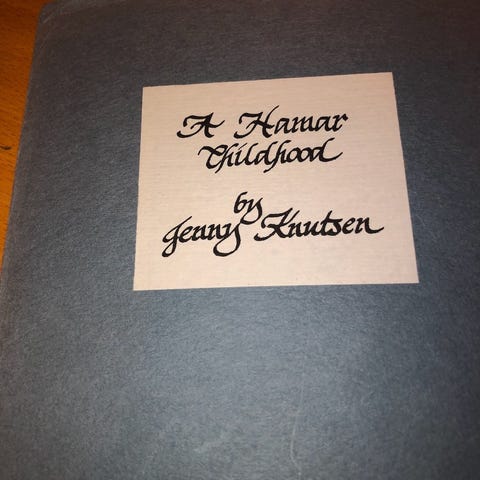 A Hamar
Childhood
by
Jenny Knutsen